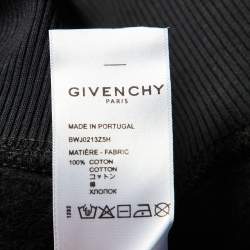 GIVENCHY
PARIS
MADE IN PORTUGAL
BWJ0213Z5H
MATIÈRE - FABRIC
100% COTON
COTTON
コットン
棉
ХЛОПОК